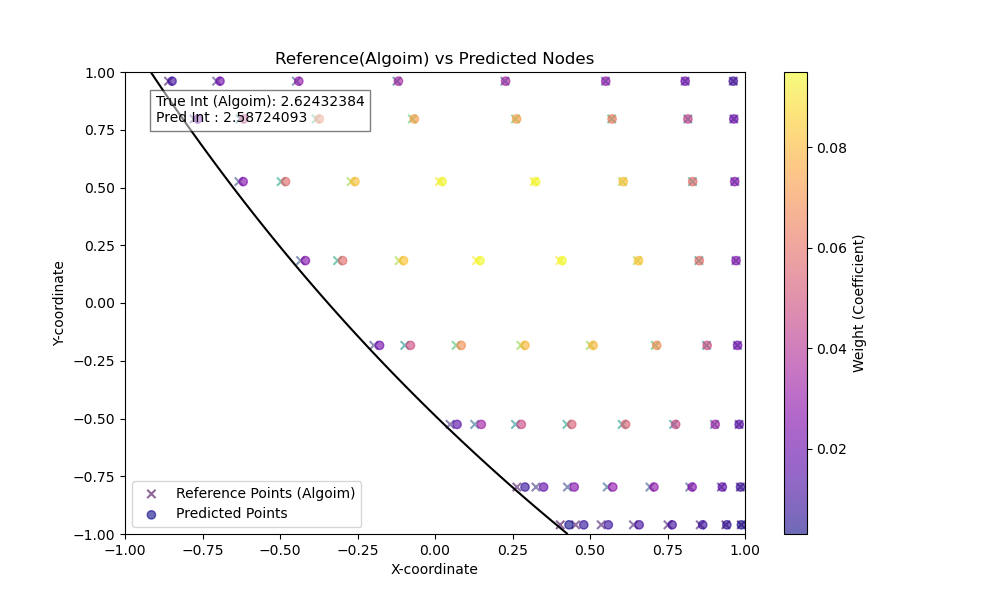 Reference(Algoim) vs Predicted Nodes
True Int (Algoim): 2.62432384
Pred Int : 2.58724093
1.00
0.75
0.50
0.25
0.00
−0.25
−0.50
−0.75
−1.00
Y-coordinate
Reference Points (Algoim)
Predicted Points
−1.00 −0.75 −0.50 −0.25 0.00 0.25 0.50 0.75 1.00
X-coordinate
0.08
0.06
0.04
0.02
Weight (Coefficient)